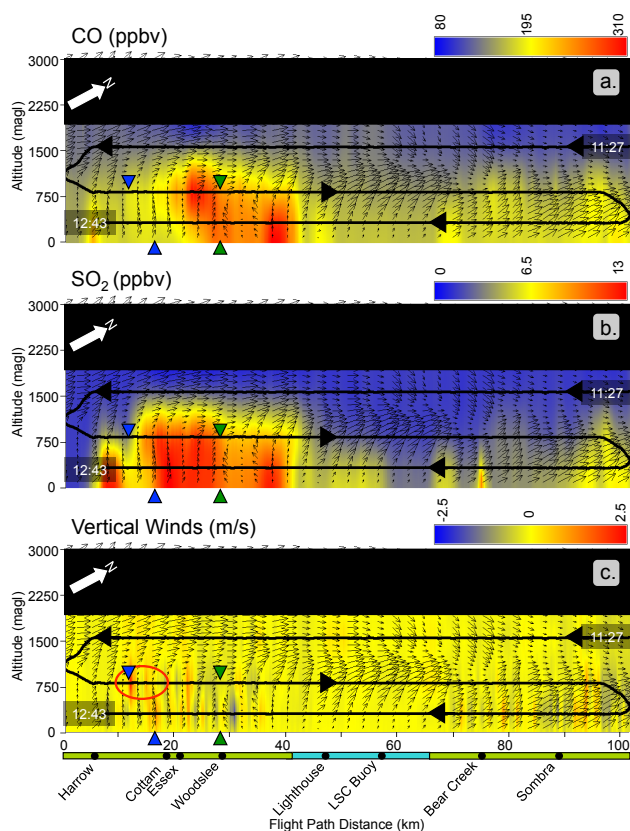 CO (ppbv)
80
195
310
3000
2250
1500
750
0
Altitude (magl)
N
a.
11:27
12:43
SO2 (ppbv)
0
6.5
13
3000
2250
1500
750
0
Altitude (magl)
N
b.
11:27
12:43
Vertical Winds (m/s)
-2.5
0
2.5
3000
2250
1500
750
0
Altitude (magl)
N
c.
11:27
12:43
0
20
40
60
80
100
Harrow
Cottam
Essex
Woodslee
Lighthouse
LSC Buoy
Bear Creek
Sombra
Flight Path Distance (km)